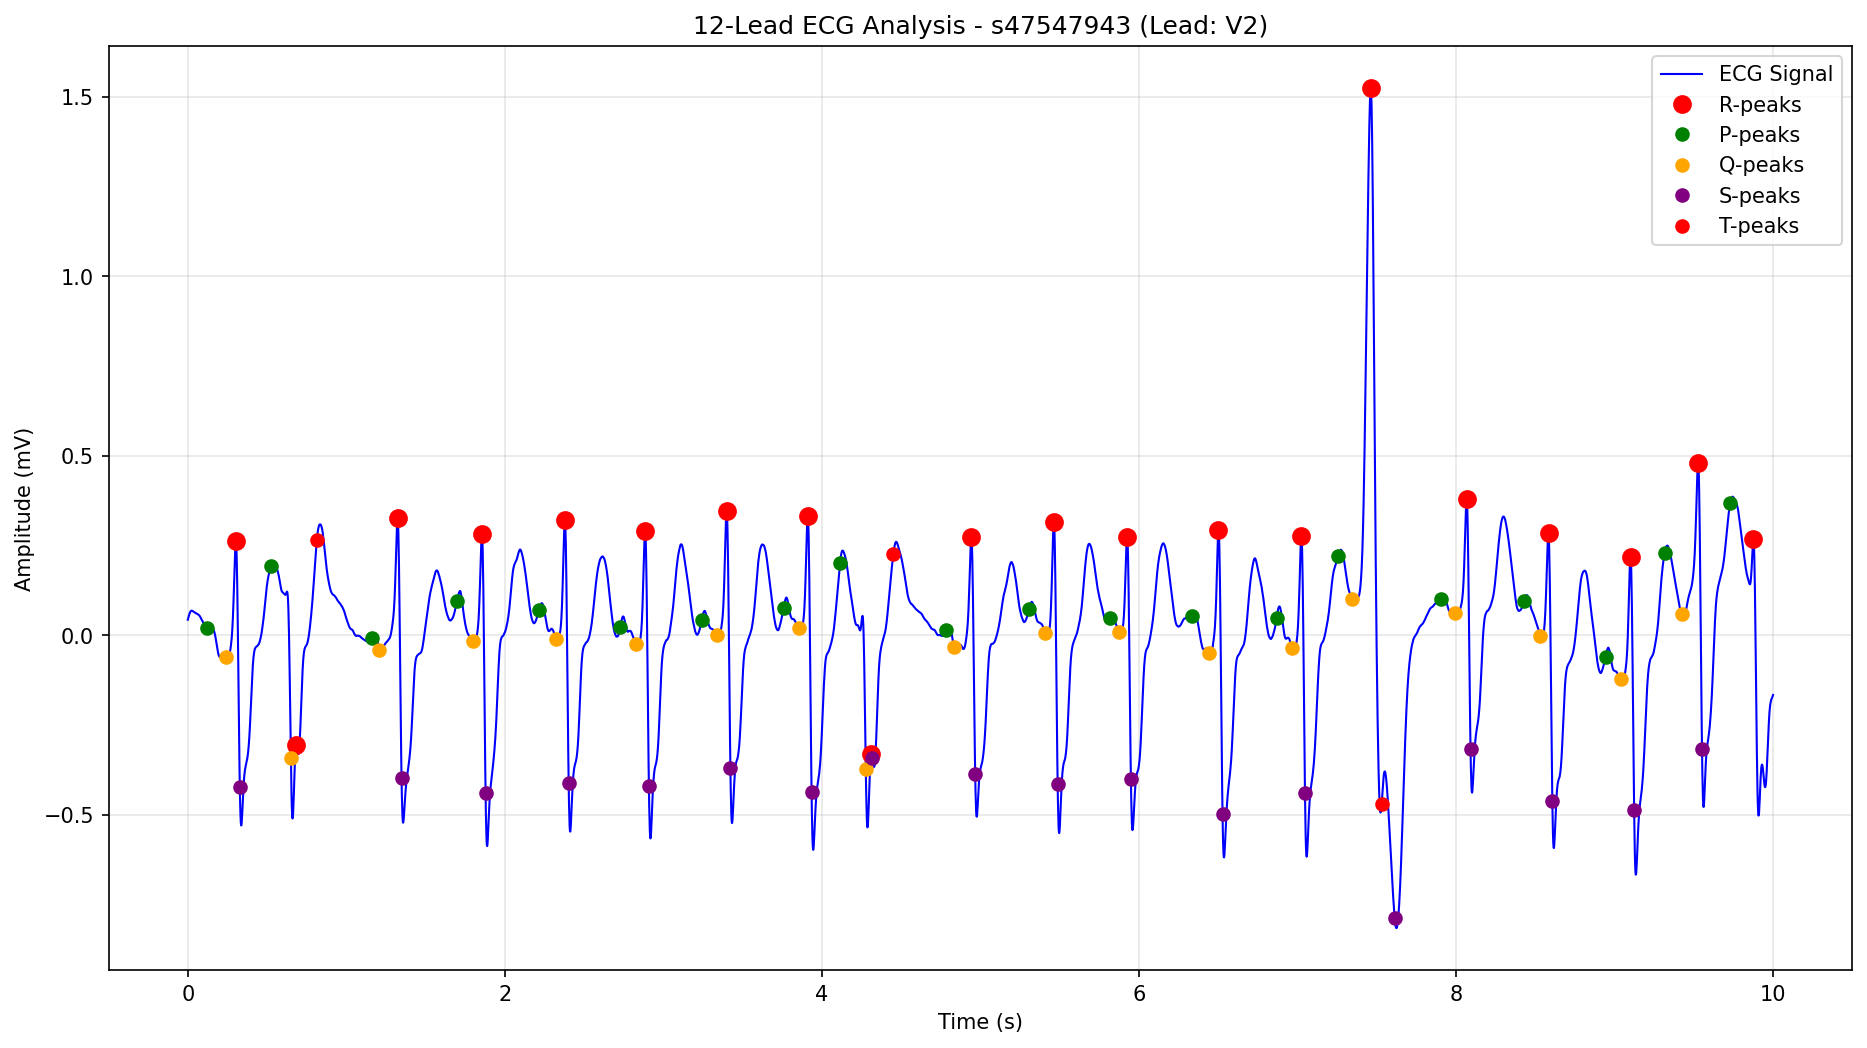 12-Lead ECG Analysis - s47547943 (Lead: V2)
ECG Signal
R-peaks
P-peaks
Q-peaks
S-peaks
T-peaks
Amplitude (mV)
1.5
1.0
0.5
0.0
−0.5
0 2 4 6 8 10
Time (s)